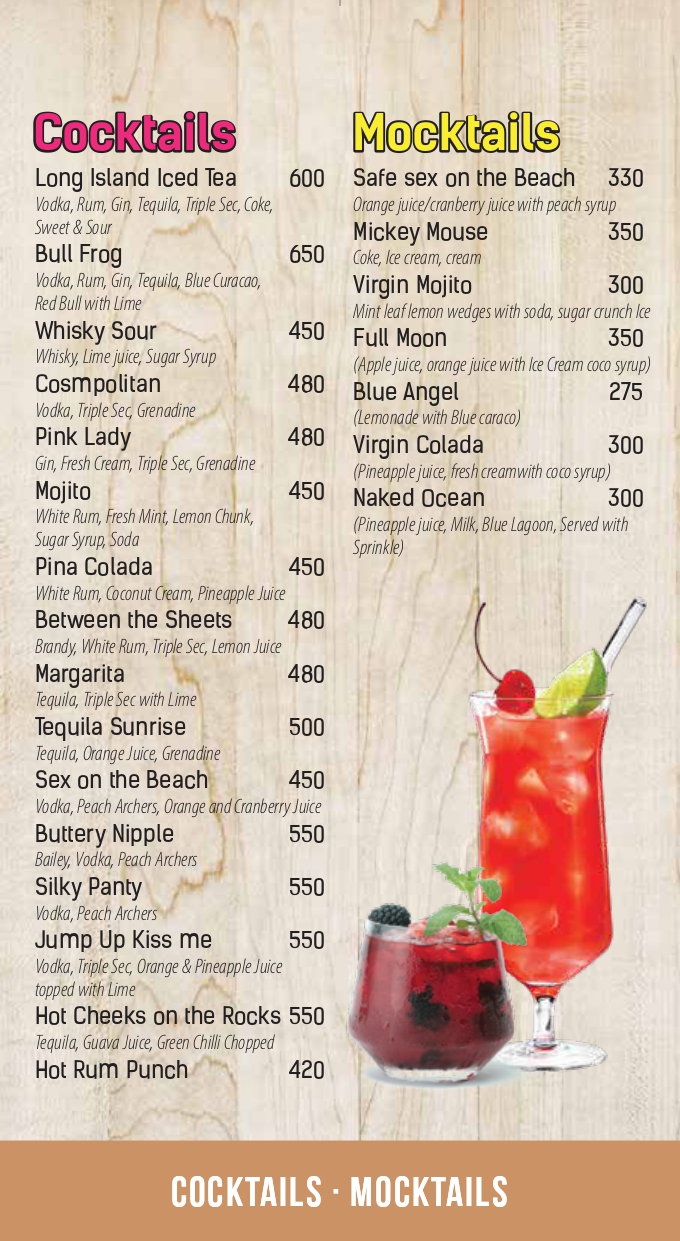 Cocktails
Long Island Iced Tea 600
Vodka, Rum, Gin, Tequila, Triple Sec, Coke,
Sweet & Sour
Bull Frog 650
Vodka, Rum, Gin, Tequila, Blue Curacao,
Red Bull with Lime
Whisky Sour 450
Whisky, Lime juice, Sugar Syrup
Cosmpolitan 480
Vodka, Triple Sec, Grenadine
Pink Lady 480
Gin, Fresh Cream, Triple Sec, Grenadine
Mojito 450
White Rum, Fresh Mint, Lemon Chunk,
Sugar Syrup, Soda
Pina Colada 450
White Rum, Coconut Cream, Pineapple Juice
Between the Sheets 480
Brandy, White Rum, Triple Sec, Lemon Juice
Margarita 480
Tequila, Triple Sec with Lime
Tequila Sunrise 500
Tequila, Orange Juice, Grenadine
Sex on the Beach 450
Vodka, Peach Archers, Orange and Cranberry Juice
Buttery Nipple 550
Bailey, Vodka, Peach Archers
Silky Panty 550
Vodka, Peach Archers
Jump Up Kiss me 550
Vodka, Triple Sec, Orange & Pineapple Juice
topped with Lime
Hot Cheeks on the Rocks 550
Tequila, Guava Juice, Green Chilli Chopped
Hot Rum Punch 420
Mocktails
Safe sex on the Beach 330
Orange juice/cranberry juice with peach syrup
Mickey Mouse 350
Coke, Ice cream, cream
Virgin Mojito 300
Mint leaf lemon wedges with soda, sugar crunch Ice
Full Moon 350
(Apple juice, orange juice with Ice Cream coco syrup)
Blue Angel 275
(Lemonade with Blue caraco)
Virgin Colada 300
(Pineapple juice, fresh creamwith coco syrup)
Naked Ocean 300
(Pineapple juice, Milk, Blue Lagoon, Served with
Sprinkle)
COCKTAILS · MOCKTAILS